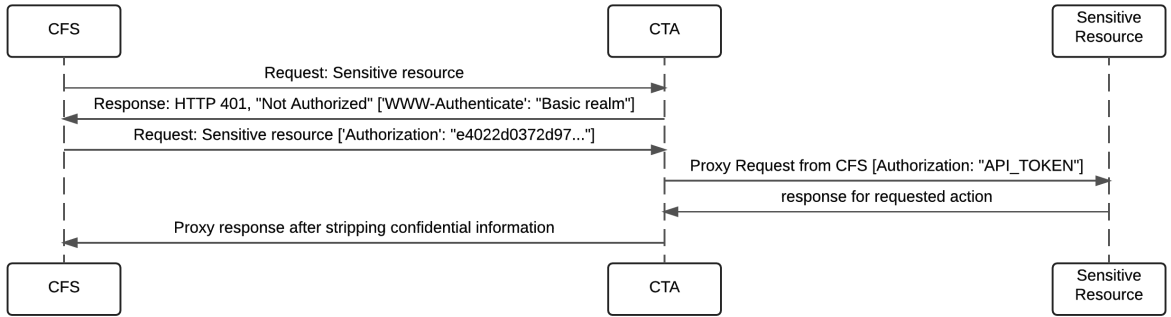 CFS
CTA
Sensitive
Resource
Request: Sensitive resource
Response: HTTP 401, "Not Authorized" ['WWW-Authenticate': "Basic realm"]
Request: Sensitive resource ['Authorization': "e4022d0372d97..."]
Proxy Request from CFS [Authorization: "API_TOKEN"]
response for requested action
Proxy response after stripping confidential information
CFS
CTA
Sensitive
Resource